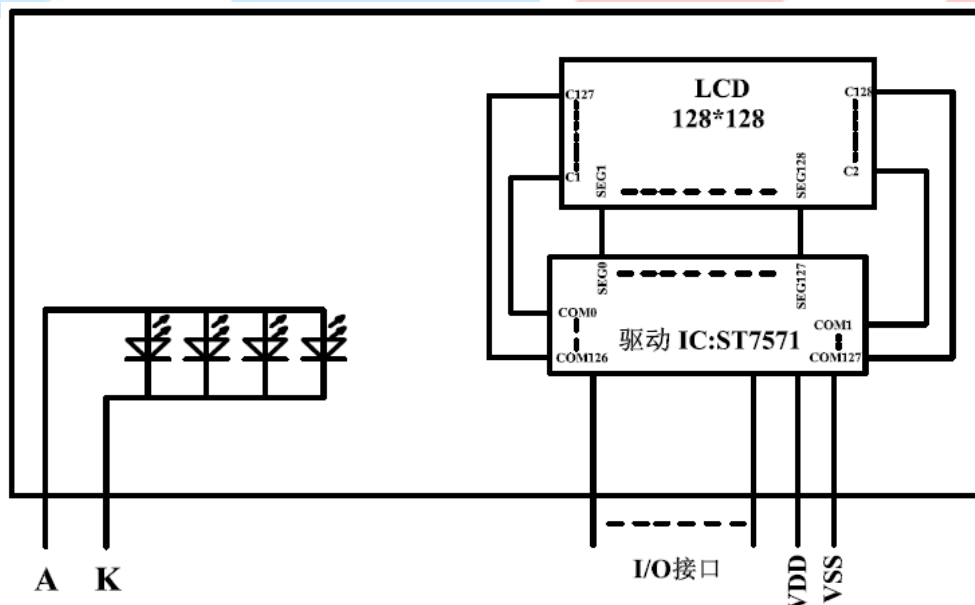 LCD
128*128
C127
C128
C1
C2
SEG1
SEG128
SEG0
SEG127
COM0
COM1
驱动 IC:ST7571
COM126
COM127
A
K
I/O接口
VDD
VSS